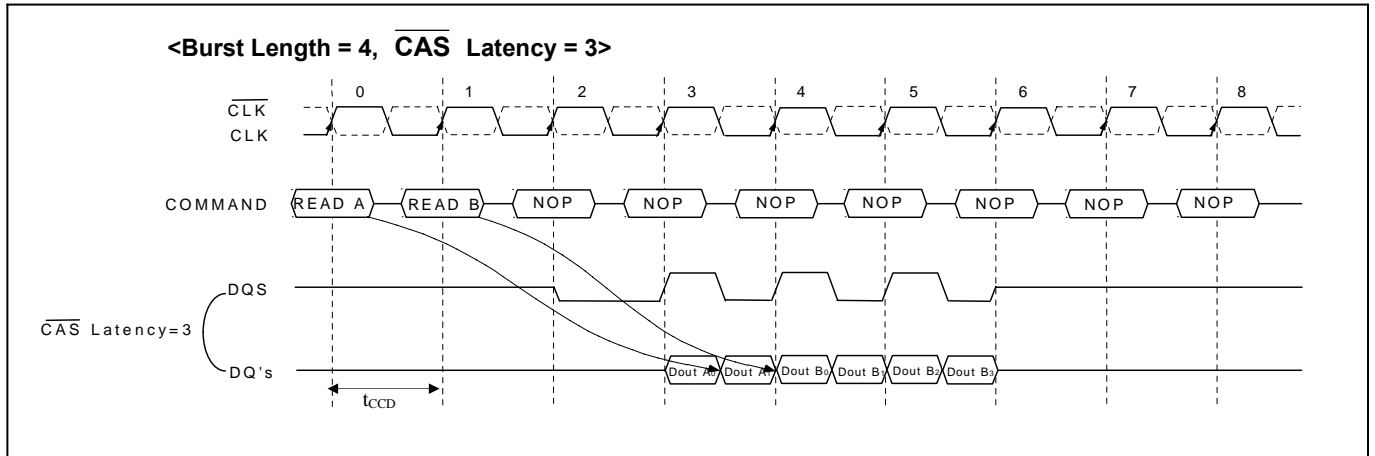 <Burst Length = 4, CAS Latency = 3>
0 1 2 3 4 5 6 7 8
CLK
CLK
COMMAND READ A READ B NOP NOP NOP NOP NOP NOP NOP
DQS
CAS Latency=3
DQ's Dout A0 Dout A1 Dout B0 Dout B1 Dout B2 Dout B3
tCCD